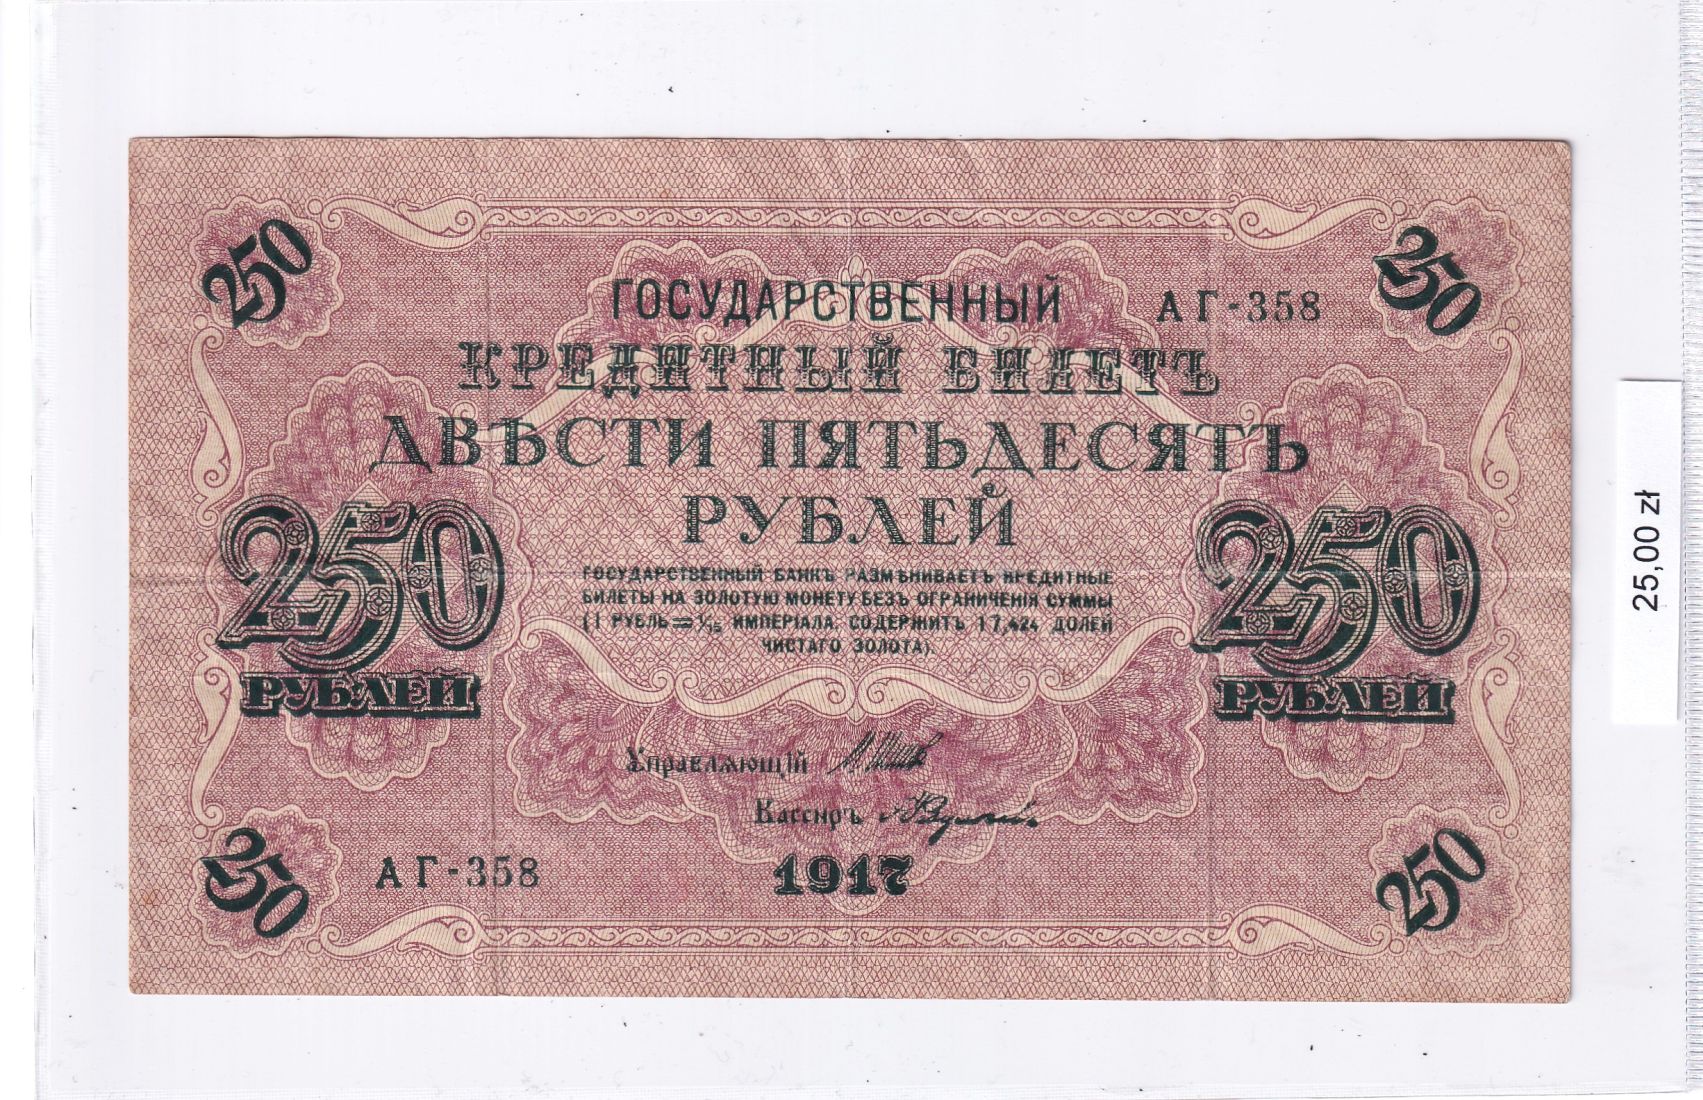 250
250
ГОСУДАРСТВЕННЫЙ
АГ-358
КРЕДИТНЫЙ БИЛЕТЪ
ДВѢСТИ ПЯТЬДЕСЯТЪ
РУБЛЕЙ
250
РУБЛЕЙ
250
РУБЛЕЙ
ГОСУДАРСТВЕННЫЙ БАНКЪ РАЗМѢНИВАЕТЪ КРЕДИТНЫЕ
БИЛЕТЫ НА ЗОЛОТУЮ МОНЕТУ БЕЗЪ ОГРАНИЧЕНІЯ СУММЫ
(1 РУБЛЬ = 1/15 ИМПЕРІАЛА, СОДЕРЖИТЪ 17,424 ДОЛЕЙ
ЧИСТАГО ЗОЛОТА).
Управляющій
Кассиръ
250
АГ-358
1917
250
25,00 zł